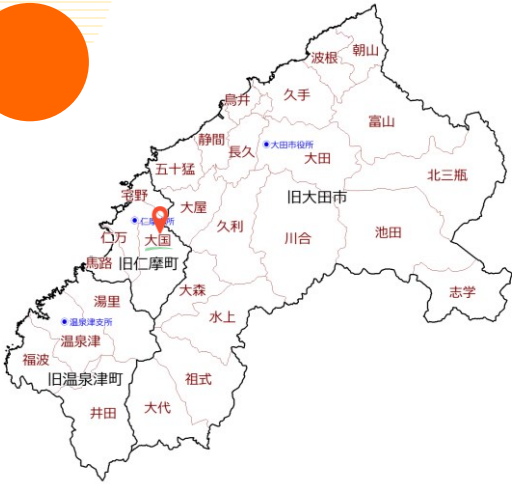 朝山
波根
久手
鳥井
富山
静間
長久
大田市役所
大田
五十猛
北三瓶
宅野
大屋
旧大田市
久利
川合
池田
仁万
大国
馬路
旧仁摩町
志学
大森
湯里
水上
温泉津支所
温泉津
福波
旧温泉津町
祖式
井田
大代